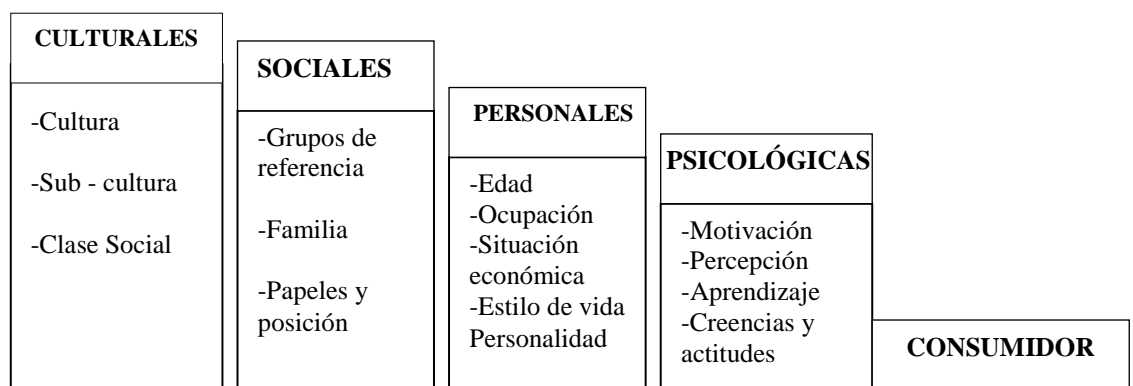 CULTURALES
-Cultura
-Sub - cultura
-Clase Social
SOCIALES
-Grupos de
referencia
-Familia
-Papeles y
posición
PERSONALES
-Edad
-Ocupación
-Situación
económica
-Estilo de vida
Personalidad
PSICOLÓGICAS
-Motivación
-Percepción
-Aprendizaje
-Creencias y
actitudes
CONSUMIDOR